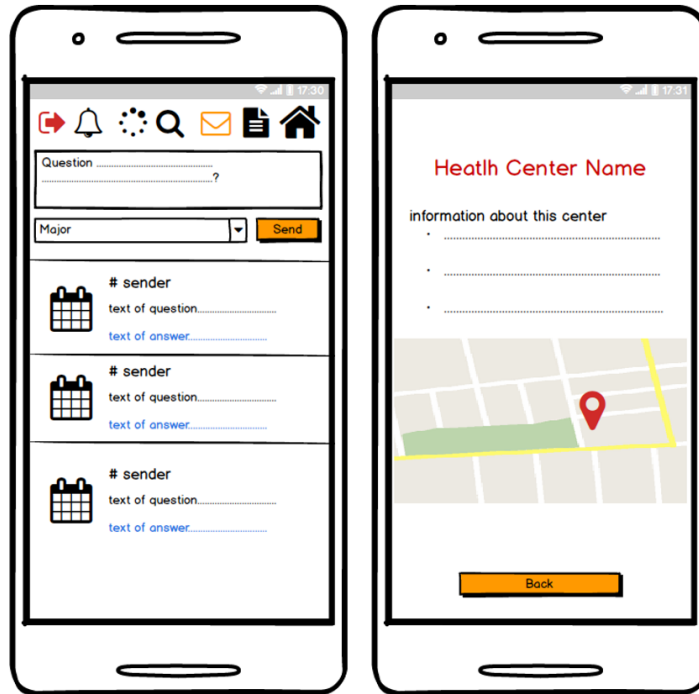 17:30
Question ..............................................
....................................................................?
Major
Send
# sender
text of question................................
text of answer................................
# sender
text of question................................
text of answer................................
# sender
text of question................................
text of answer................................
17:31
Heatlh Center Name
information about this center
· ......................................................................................
· ......................................................................................
· ......................................................................................
Back